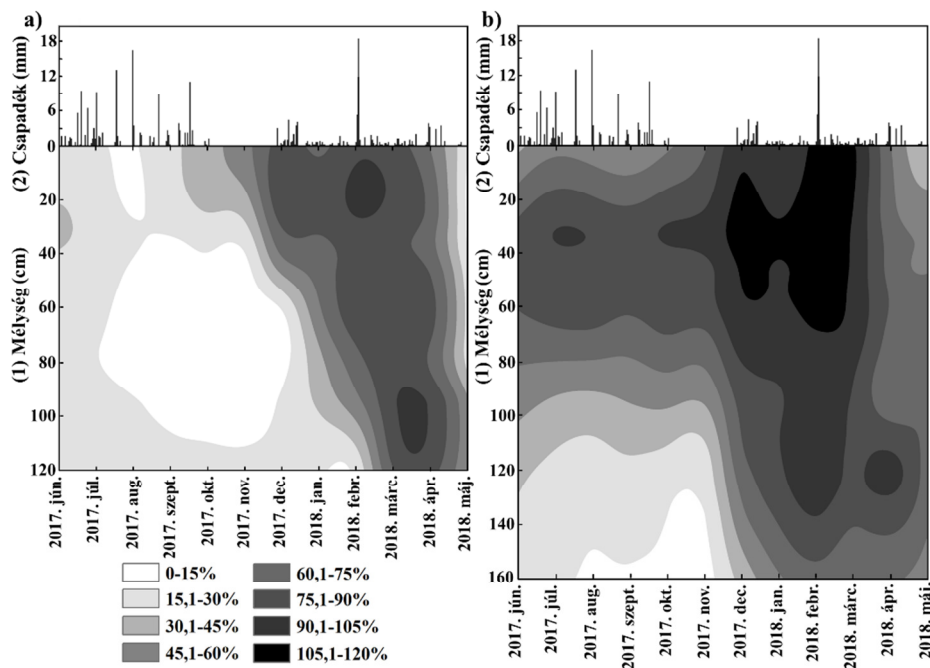 a)
(2) Csapadék (mm)
18
12
6
0
(1) Mélység (cm)
20
40
60
80
100
120
2017. jún.
2017. júl.
2017. aug.
2017. szept.
2017. okt.
2017. nov.
2017. dec.
2018. jan.
2018. febr.
2018. márc.
2018. ápr.
2018. máj.
b)
(2) Csapadék (mm)
18
12
6
0
(1) Mélység (cm)
20
40
60
80
100
120
140
160
2017. jún.
2017. júl.
2017. aug.
2017. szept.
2017. okt.
2017. nov.
2017. dec.
2018. jan.
2018. febr.
2018. márc.
2018. ápr.
2018. máj.
0-15%
15,1–30%
30,1–45%
45,1–60%
60,1–75%
75,1–90%
90,1–105%
105,1–120%